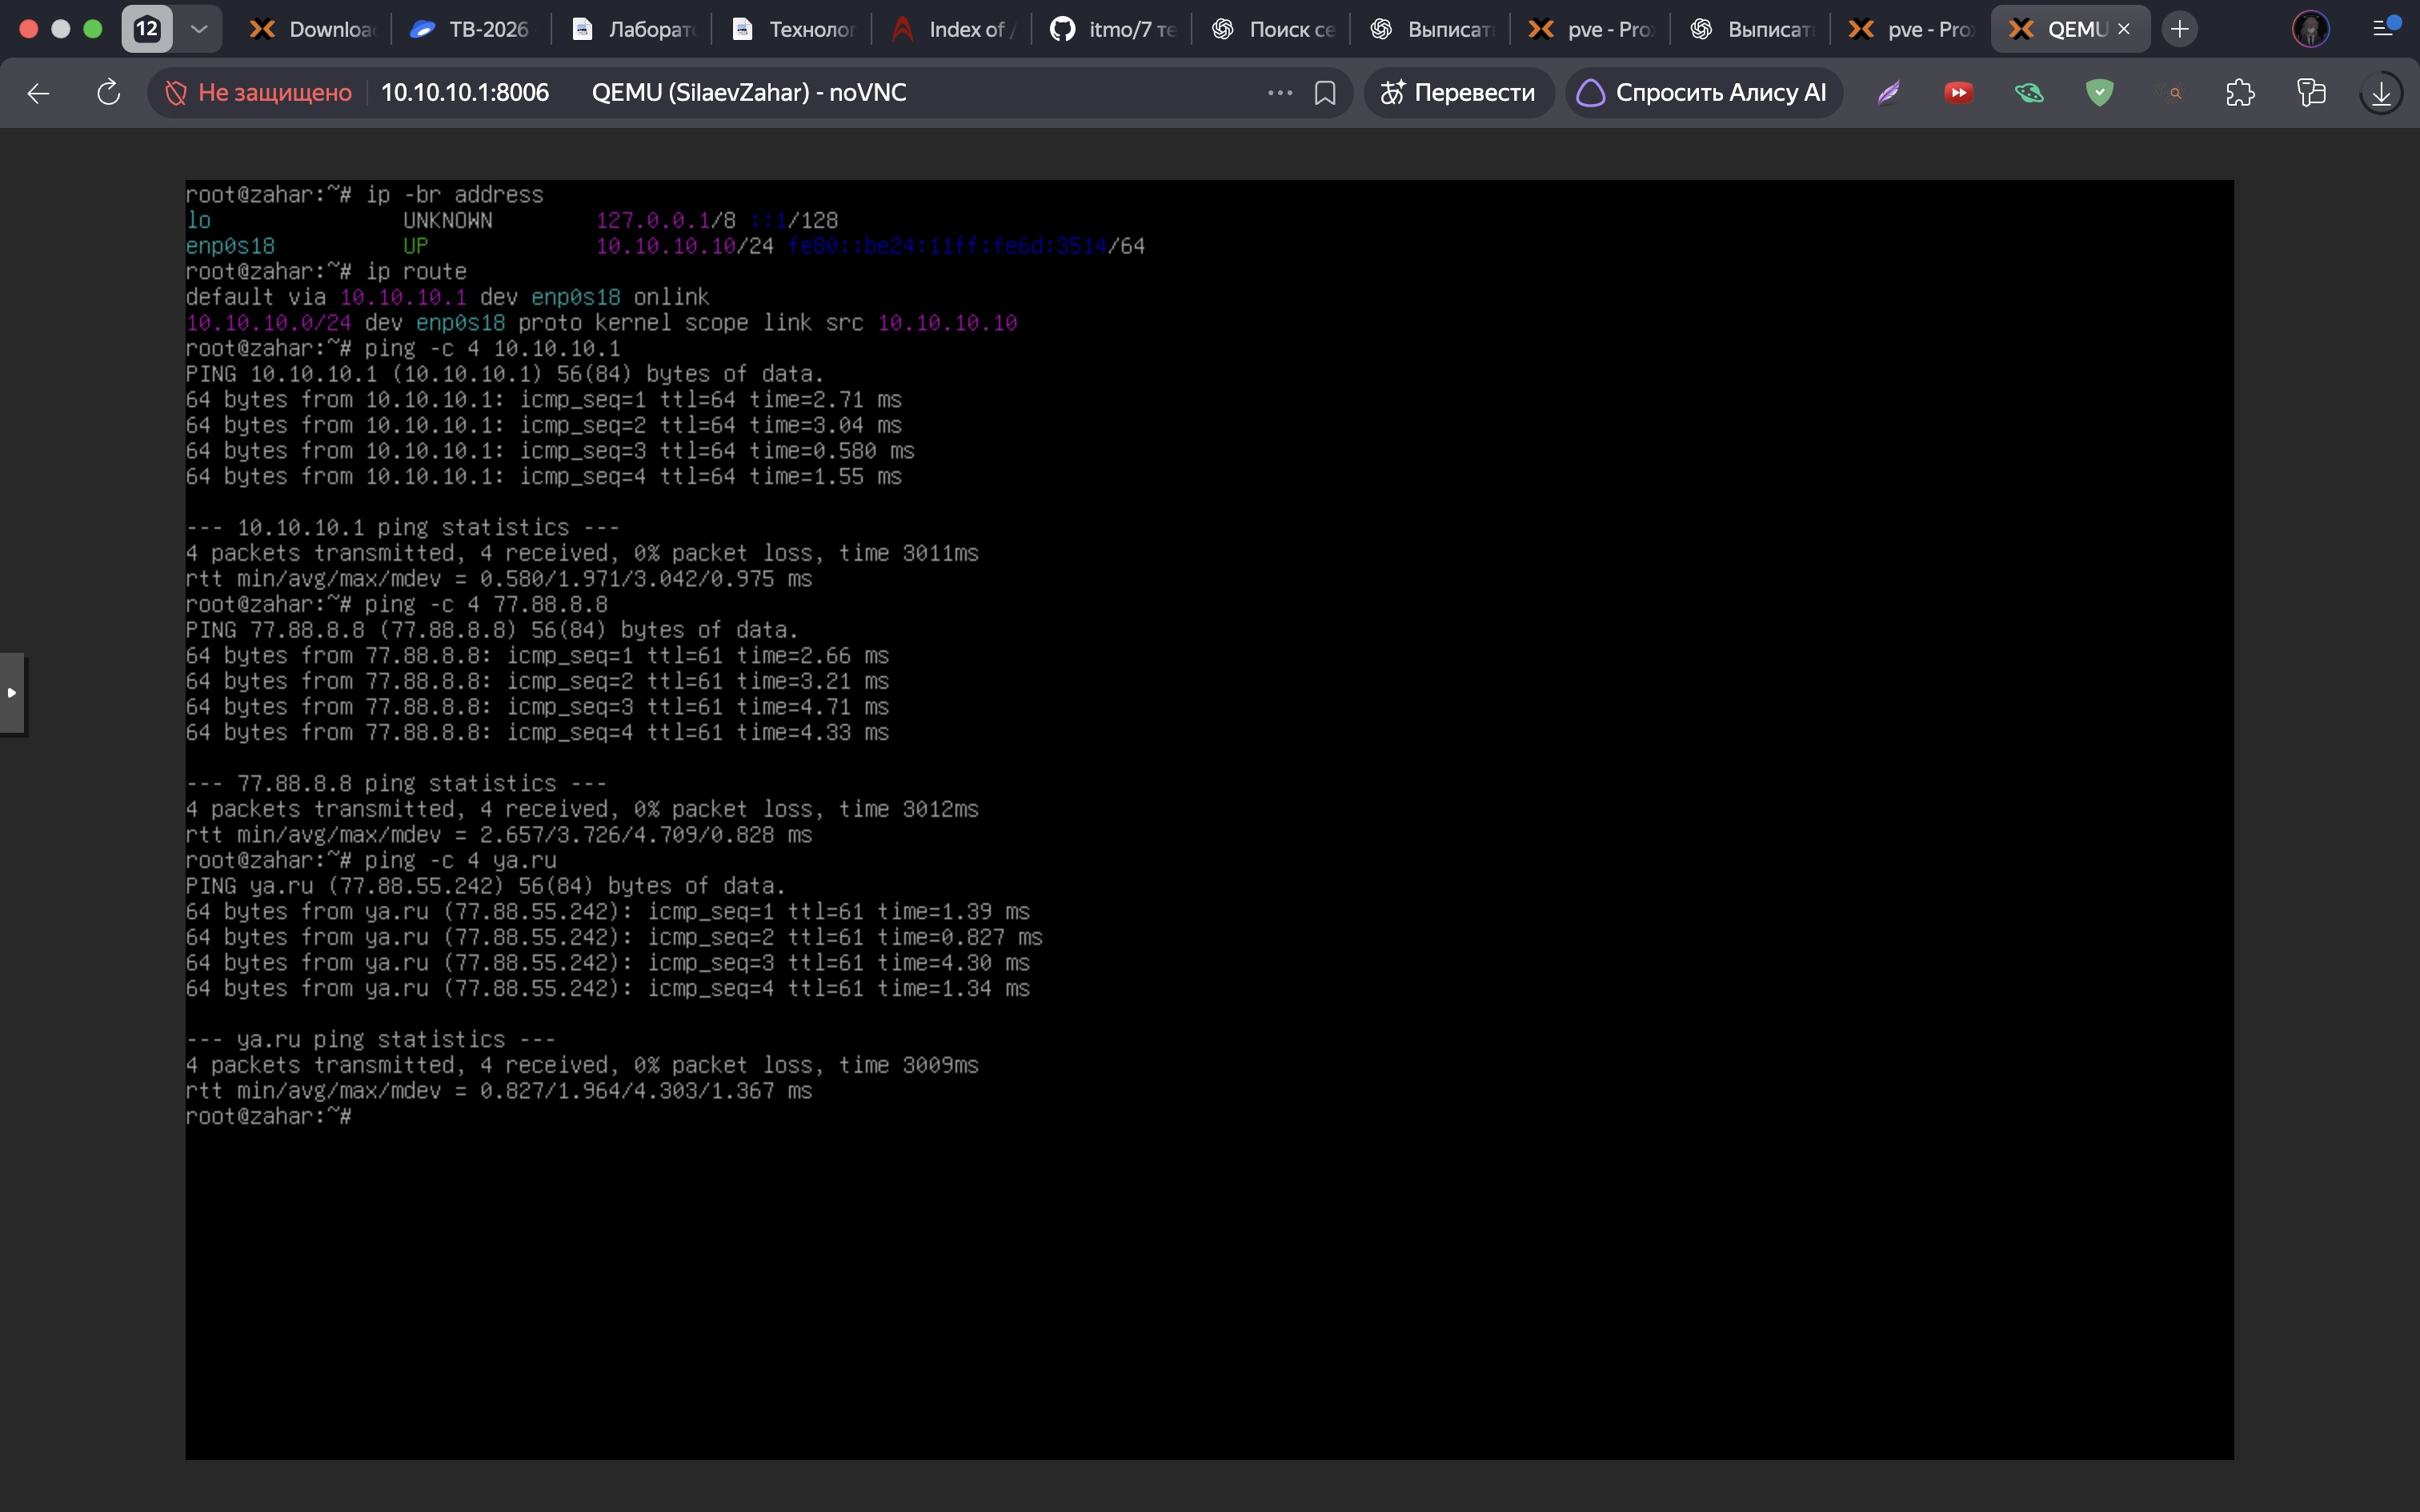 12 Downloa ТВ-2026 Лаборато Технолог Index of / itmo/7 те Поиск се Выписат pve - Pro Выписат pve - Pro QEMU
Не защищено 10.10.10.1:8006 QEMU (SilaevZahar) - noVNC Перевести Спросить Алису AI
root@zahar:~# ip -br address
lo UNKNOWN 127.0.0.1/8 ::1/128
enp0s18 UP 10.10.10.10/24 fe80::be24:11ff:fe6d:3514/64
root@zahar:~# ip route
default via 10.10.10.1 dev enp0s18 onlink
10.10.10.0/24 dev enp0s18 proto kernel scope link src 10.10.10.10
root@zahar:~# ping -c 4 10.10.10.1
PING 10.10.10.1 (10.10.10.1) 56(84) bytes of data.
64 bytes from 10.10.10.1: icmp_seq=1 ttl=64 time=2.71 ms
64 bytes from 10.10.10.1: icmp_seq=2 ttl=64 time=3.04 ms
64 bytes from 10.10.10.1: icmp_seq=3 ttl=64 time=0.580 ms
64 bytes from 10.10.10.1: icmp_seq=4 ttl=64 time=1.55 ms
--- 10.10.10.1 ping statistics ---
4 packets transmitted, 4 received, 0% packet loss, time 3011ms
rtt min/avg/max/mdev = 0.580/1.971/3.042/0.975 ms
root@zahar:~# ping -c 4 77.88.8.8
PING 77.88.8.8 (77.88.8.8) 56(84) bytes of data.
64 bytes from 77.88.8.8: icmp_seq=1 ttl=61 time=2.66 ms
64 bytes from 77.88.8.8: icmp_seq=2 ttl=61 time=3.21 ms
64 bytes from 77.88.8.8: icmp_seq=3 ttl=61 time=4.71 ms
64 bytes from 77.88.8.8: icmp_seq=4 ttl=61 time=4.33 ms
--- 77.88.8.8 ping statistics ---
4 packets transmitted, 4 received, 0% packet loss, time 3012ms
rtt min/avg/max/mdev = 2.657/3.726/4.709/0.828 ms
root@zahar:~# ping -c 4 ya.ru
PING ya.ru (77.88.55.242) 56(84) bytes of data.
64 bytes from ya.ru (77.88.55.242): icmp_seq=1 ttl=61 time=1.39 ms
64 bytes from ya.ru (77.88.55.242): icmp_seq=2 ttl=61 time=0.827 ms
64 bytes from ya.ru (77.88.55.242): icmp_seq=3 ttl=61 time=4.30 ms
64 bytes from ya.ru (77.88.55.242): icmp_seq=4 ttl=61 time=1.34 ms
--- ya.ru ping statistics ---
4 packets transmitted, 4 received, 0% packet loss, time 3009ms
rtt min/avg/max/mdev = 0.827/1.964/4.303/1.367 ms
root@zahar:~#